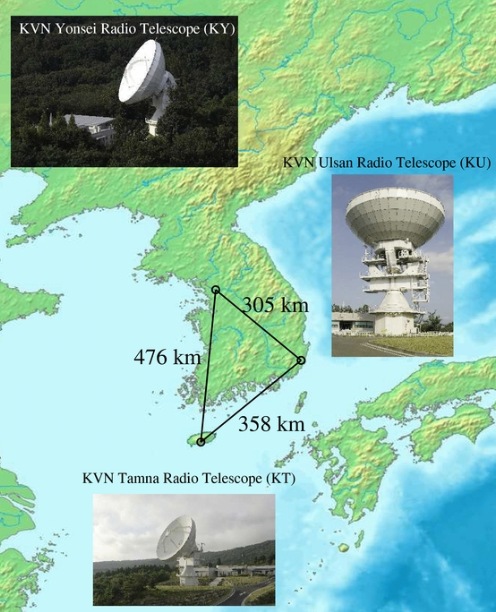 KVN Yonsei Radio Telescope (KY)
KVN Ulsan Radio Telescope (KU)
305 km
476 km
358 km
KVN Tamna Radio Telescope (KT)